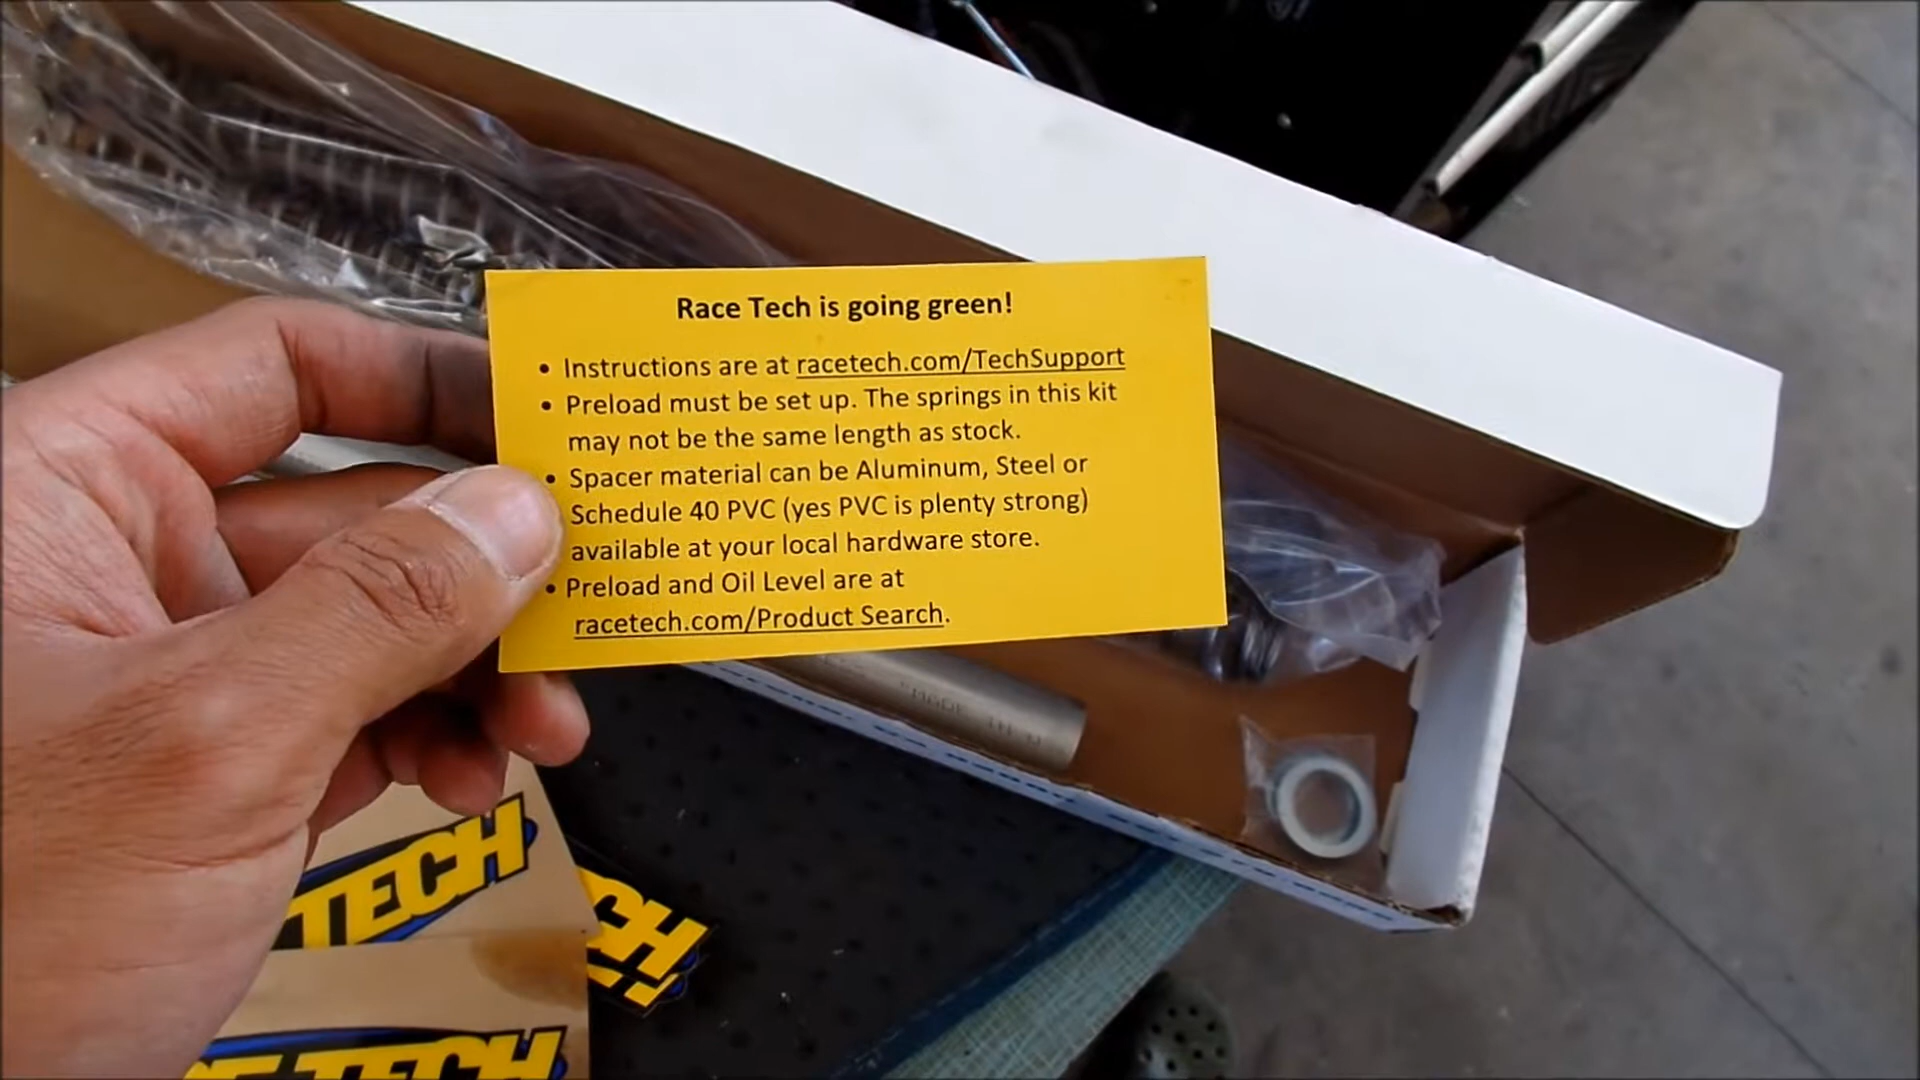 Race Tech is going green!
• Instructions are at racetech.com/TechSupport
• Preload must be set up. The springs in this kit
may not be the same length as stock.
• Spacer material can be Aluminum, Steel or
Schedule 40 PVC (yes PVC is plenty strong)
available at your local hardware store.
• Preload and Oil Level are at
racetech.com/Product Search.
MADE IN
TECH
CH
TECH